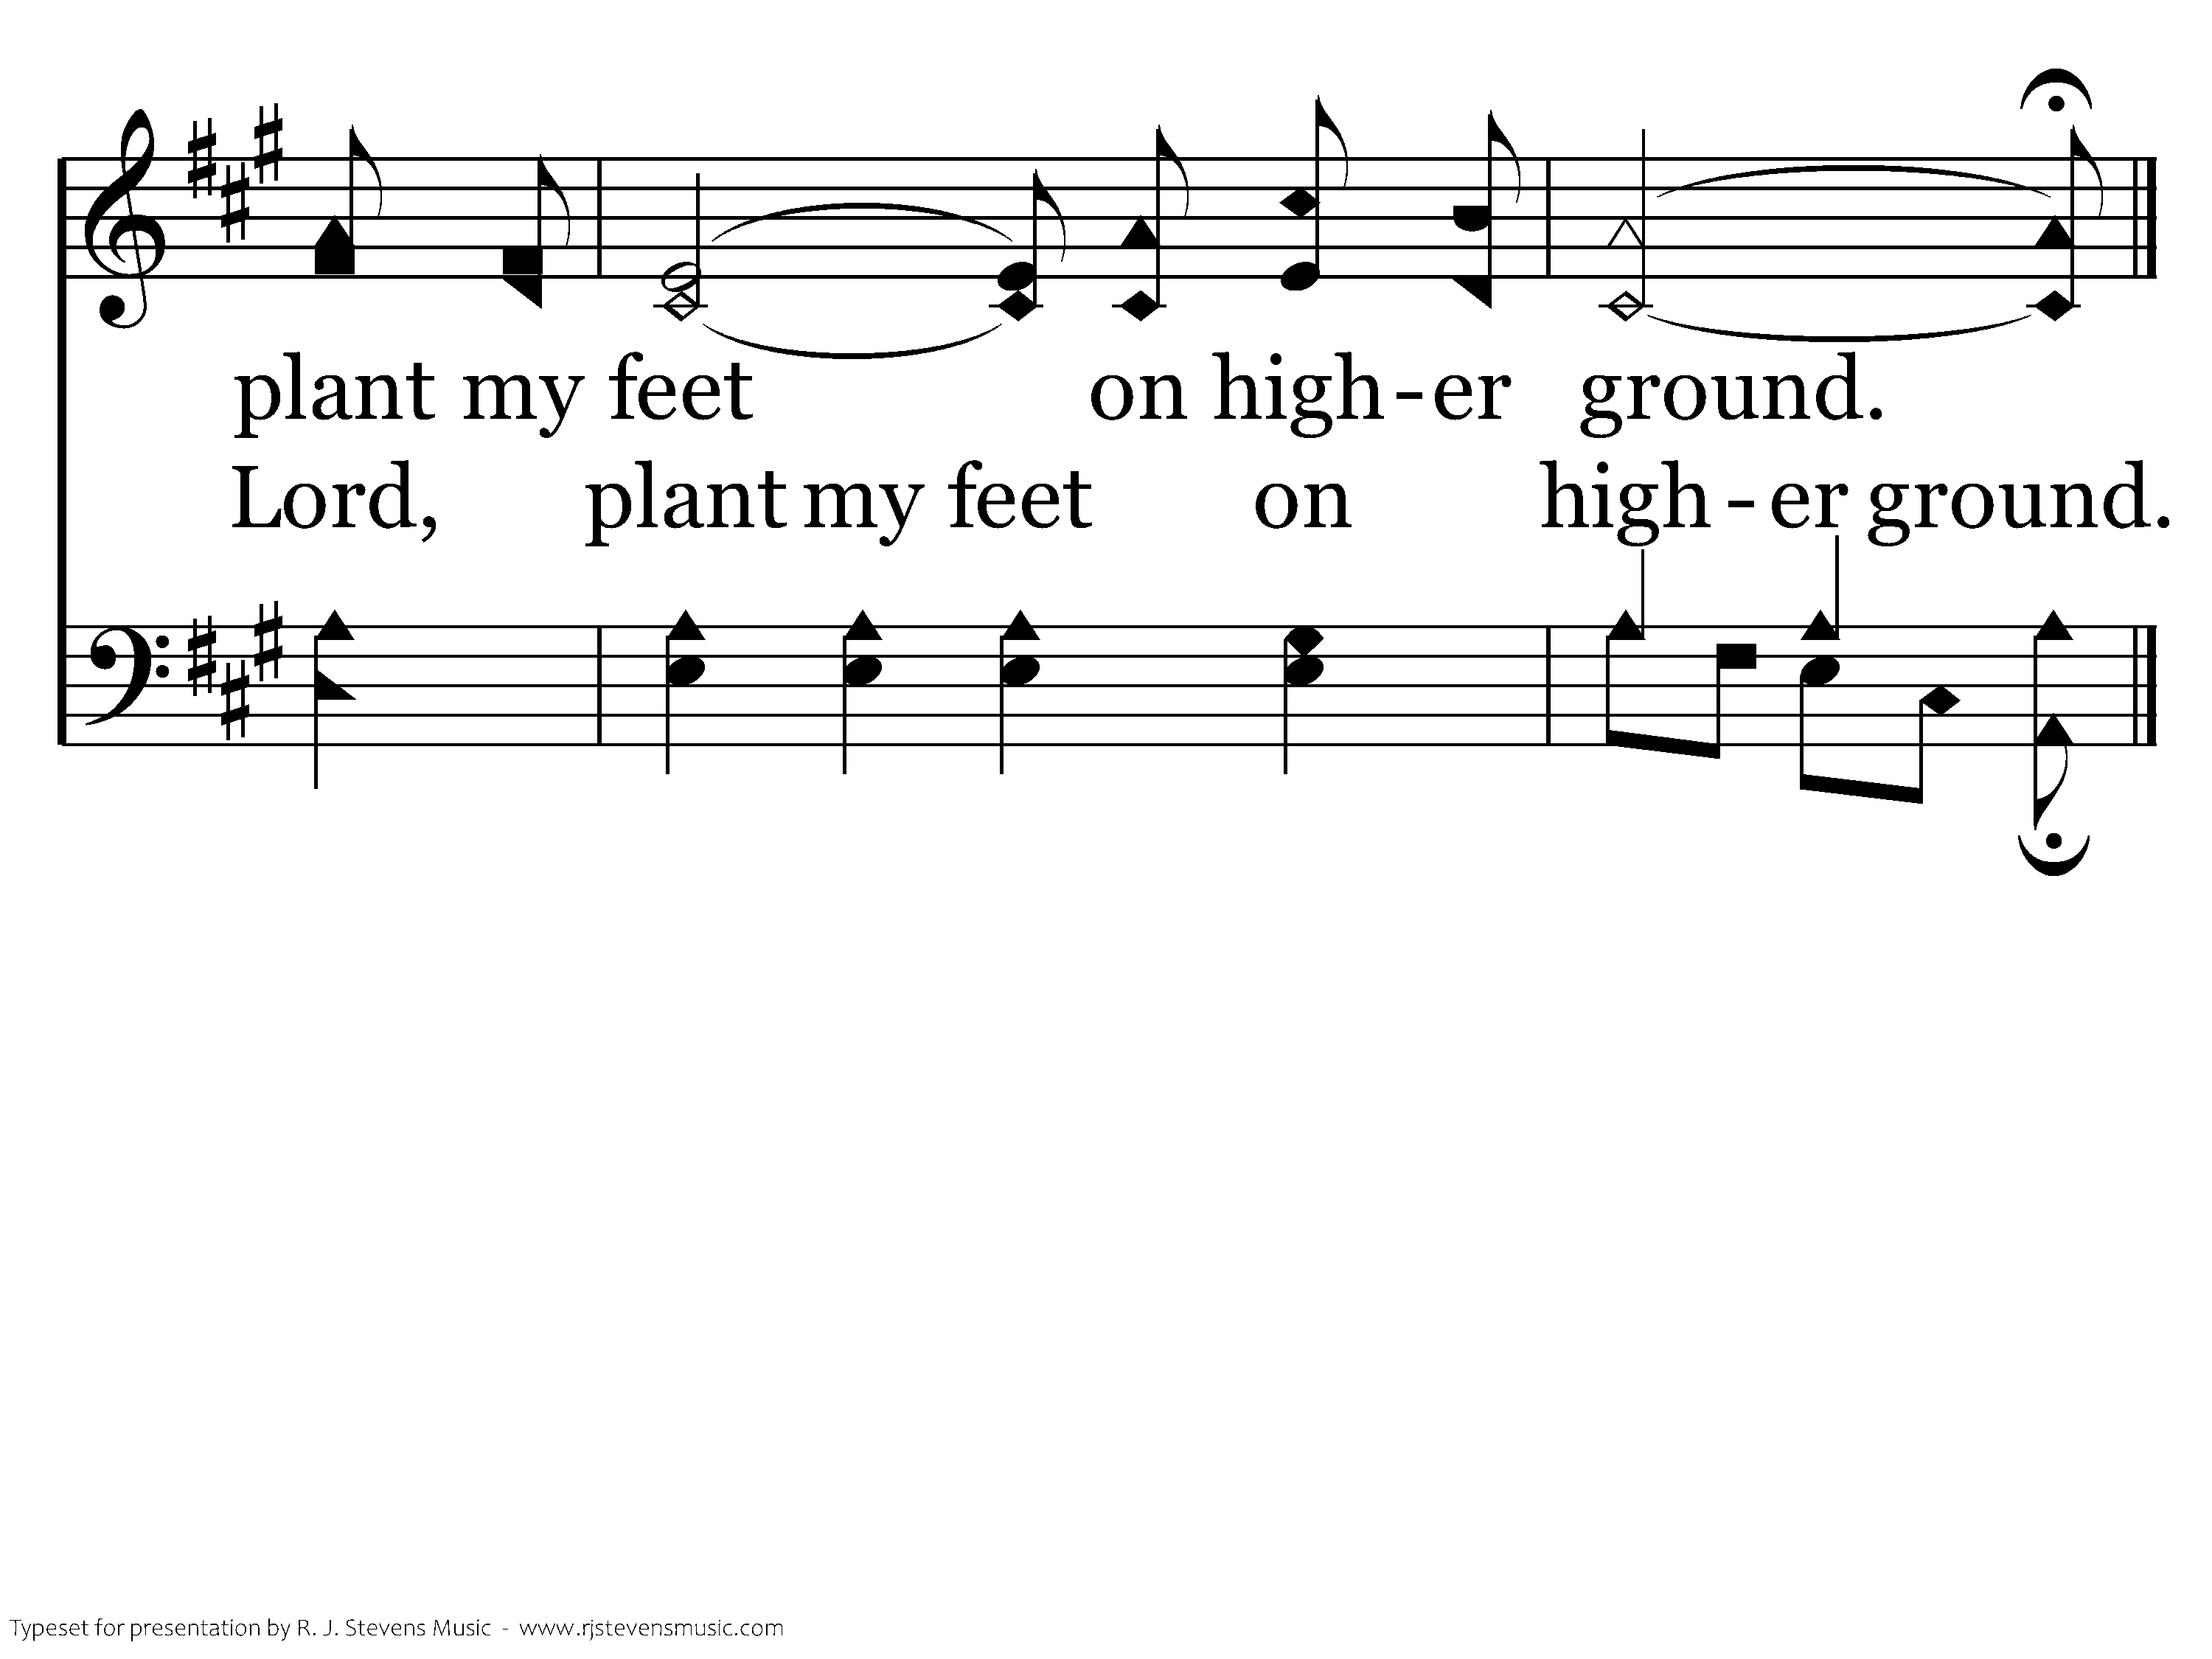 plant my feet on high-er ground.
Lord, plant my feet on high - er ground.
Typeset for presentation by R. J. Stevens Music - www.rjstevensmusic.com